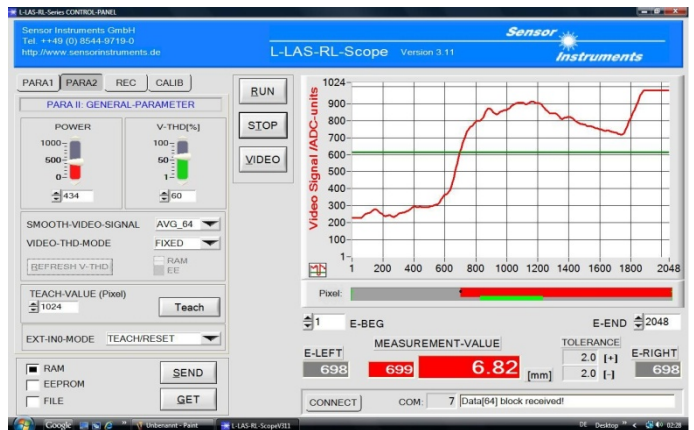 L-LAS-RL-Series CONTROL-PANEL
Sensor Instruments GmbH
Tel. ++49 (0) 8544-9719-0
http://www.sensorinstruments.de
L-LAS-RL-Scope Version 3.11
Sensor
Instruments
PARA1 PARA2 REC CALIB
PARA II: GENERAL-PARAMETER
POWER V-THD[%]
1000-
500-
0-
100-
50-
1-
434 60
SMOOTH-VIDEO-SIGNAL AVG_64
VIDEO-THD-MODE FIXED
REFRESH V-THD RAM
EE
TEACH-VALUE (Pixel)
1024 Teach
EXT-IN0-MODE TEACH/RESET
RAM
EEPROM
FILE
SEND
GET
RUN
STOP
VIDEO
Video Signal /ADC-units
1024-
900-
800-
700-
600-
500-
400-
300-
200-
100-
1-
1 200 400 600 800 1000 1200 1400 1600 1800 2048
Pixel:
1 E-BEG E-END 2048
MEASUREMENT-VALUE TOLERANCE
E-LEFT E-RIGHT
698 699 6.82 [mm] 698
2.0 [+]
2.0 [-]
CONNECT COM: 7 Data[64] block received!
Google Unbenannt - Paint L-LAS-RL-ScopeV311 DE Desktop 02:28